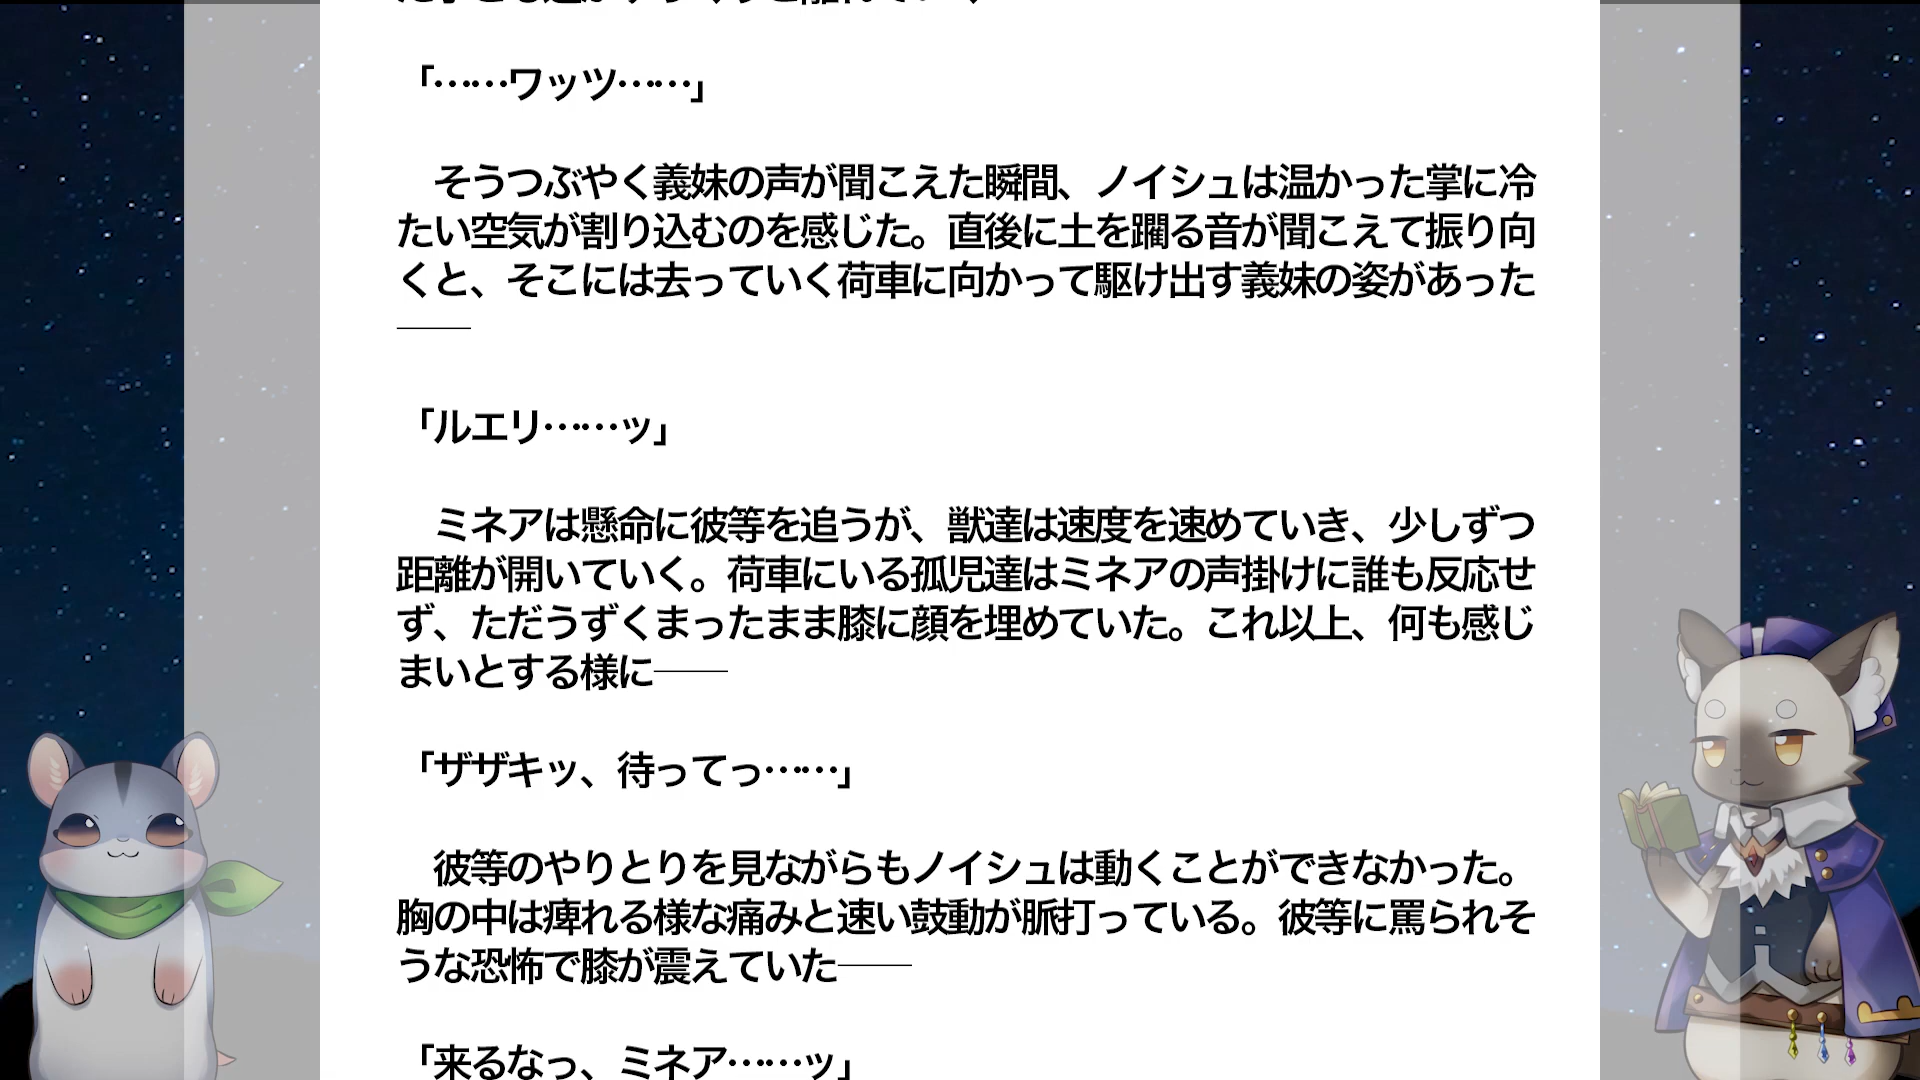 「……ワッツ……」
そうつぶやく義妹の声が聞こえた瞬間、ノイシュは温かった掌に冷
たい空気が割り込むのを感じた。直後に土を躙る音が聞こえて振り向
くと、そこには去っていく荷車に向かって駆け出す義妹の姿があった
――
「ルエリ……ッ」
ミネアは懸命に彼等を追うが、獣達は速度を速めていき、少しずつ
距離が開いていく。荷車にいる孤児達はミネアの声掛けに誰も反応せ
ず、ただうずくまったまま膝に顔を埋めていた。これ以上、何も感じ
まいとする様に――
「ザザキッ、待ってっ……」
彼等のやりとりを見ながらもノイシュは動くことができなかった。
胸の中は痺れる様な痛みと速い鼓動が脈打っている。彼等に罵られそ
うな恐怖で膝が震えていた――
「来るなっ、ミネア……ッ」